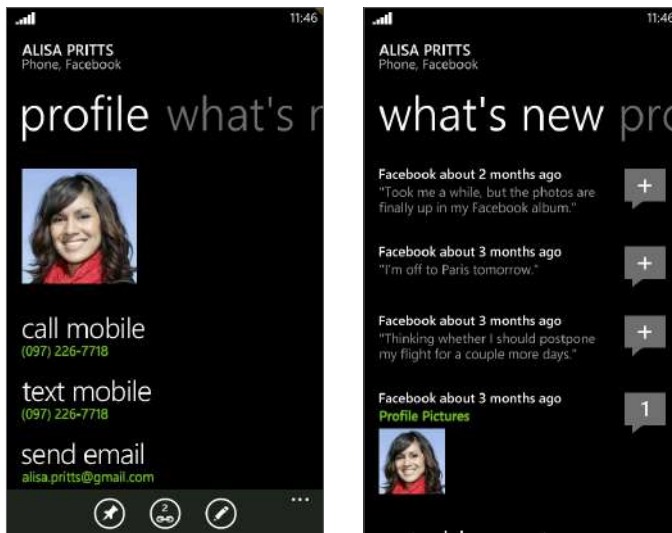 11:46
ALISA PRITTS
Phone, Facebook
profile what's
call mobile
(097) 226-7718
text mobile
(097) 226-7718
send email
alisa.pritts@gmail.com
2
...
11:46
ALISA PRITTS
Phone, Facebook
what's new pro
Facebook about 2 months ago
"Took me a while, but the photos are
finally up in my Facebook album."
+
Facebook about 3 months ago
"I'm off to Paris tomorrow."
+
Facebook about 3 months ago
"Thinking whether I should postpone
my flight for a couple more days."
+
Facebook about 3 months ago
Profile Pictures
1